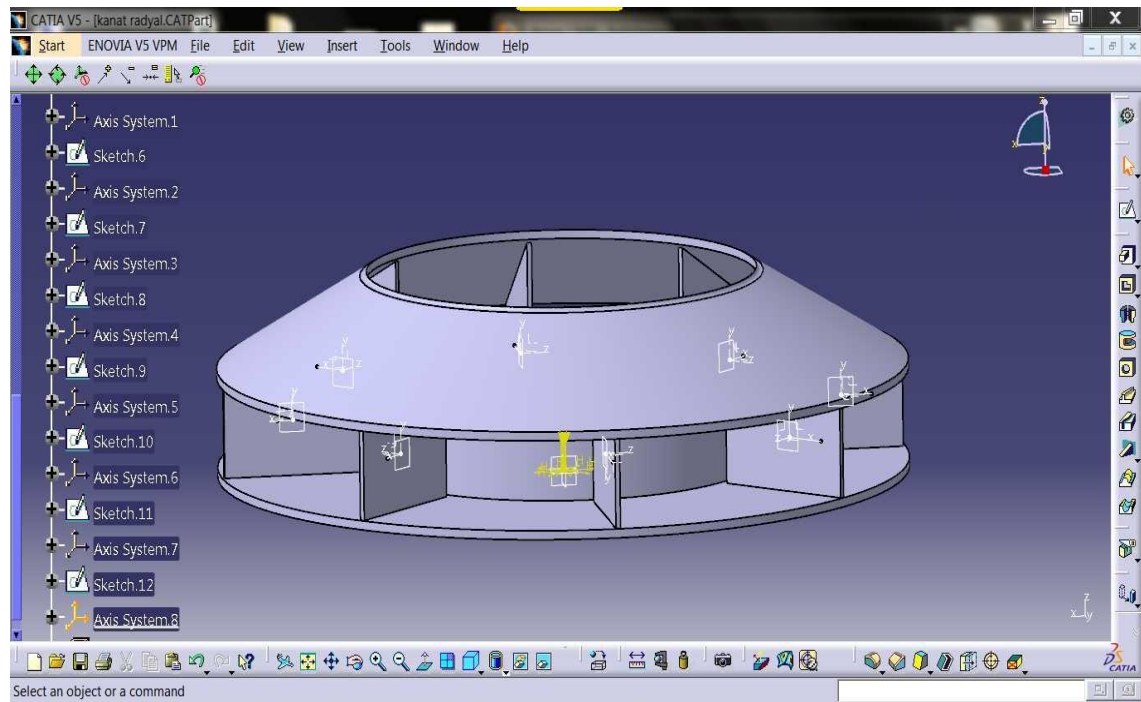 CATIA V5 - [kanat radyal.CATPart]
Start ENOVIA V5 VPM File Edit View Insert Tools Window Help
Axis System.1
Sketch.6
Axis System.2
Sketch.7
Axis System.3
Sketch.8
Axis System.4
Sketch.9
Axis System.5
Sketch.10
Axis System.6
Sketch.11
Axis System.7
Sketch.12
Axis System.8
CATIA
Select an object or a command